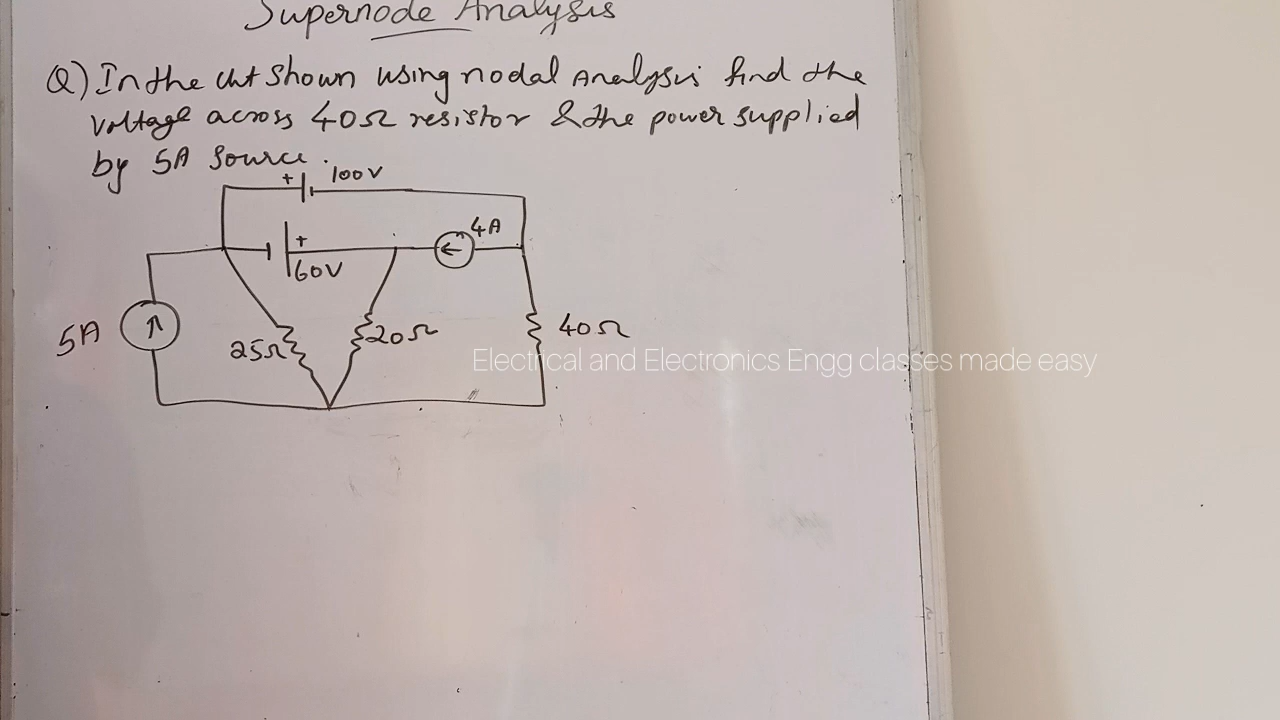 Supernode Analysis
Q) In the ckt shown using nodal Analysis find the
voltage across 40Ω resistor & the power supplied
by 5A source.
+ 100V
4A
+
60V
5A
25Ω
20Ω
40Ω
Electrical and Electronics Engg classes made easy